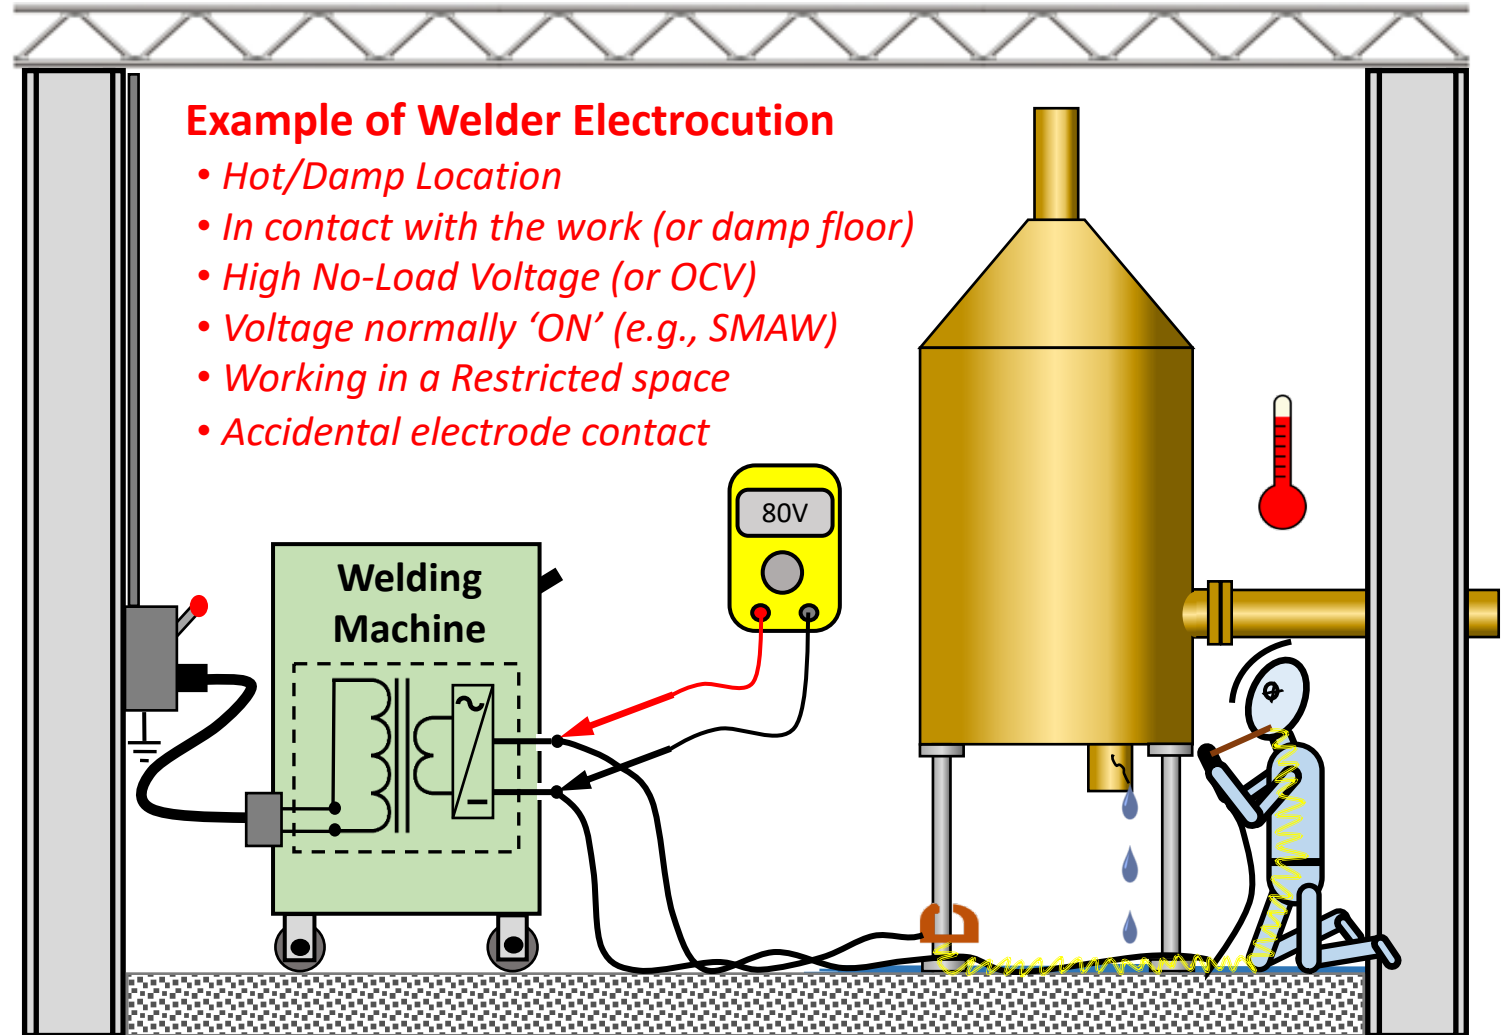 Example of Welder Electrocution
• Hot/Damp Location
• In contact with the work (or damp floor)
• High No-Load Voltage (or OCV)
• Voltage normally ‘ON’ (e.g., SMAW)
• Working in a Restricted space
• Accidental electrode contact
80V
Welding
Machine